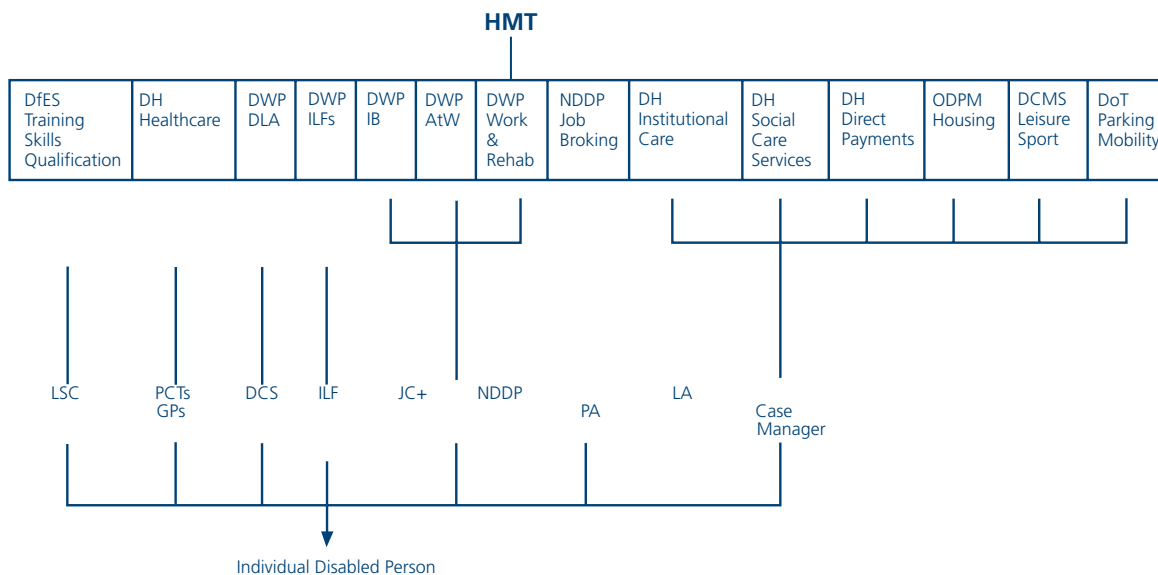 HMT
DfES
Training
Skills
Qualification
DH
Healthcare
DWP
DLA
DWP
ILFs
DWP
IB
DWP
AtW
DWP
Work
&
Rehab
NDDP
Job
Broking
DH
Institutional
Care
DH
Social
Care
Services
DH
Direct
Payments
ODPM
Housing
DCMS
Leisure
Sport
DoT
Parking
Mobility
LSC
PCTs
GPs
DCS
ILF
JC+
NDDP
PA
LA
Case
Manager
Individual Disabled Person